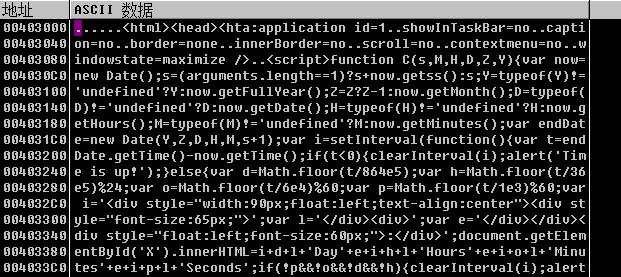 地址 ASCII 数据
00403000 ......<html><head><hta:application id=1..showInTaskBar=no..capti
00403040 on=no..border=none..innerBorder=no..scroll=no..contextmenu=no..w
00403080 indowstate=maximize />..<script>function C(s,M,H,D,Z,Y){var now=
004030C0 new Date();s=(arguments.length==1)?s+now.getss():s;Y=typeof(Y)!=
00403100 'undefined'?Y:now.getFullYear();Z=Z?Z-1:now.getMonth();D=typeof(
00403140 D)!='undefined'?D:now.getDate();H=typeof(H)!='undefined'?H:now.g
00403180 etHours();M=typeof(M)!='undefined'?M:now.getMinutes();var endDat
004031C0 e=new Date(Y,Z,D,H,M,s+1);var i=setInterval(function(){var t=end
00403200 Date.getTime()-now.getTime();if(t<0){clearInterval(i);alert('Tim
00403240 e is up!');}else{var d=Math.floor(t/864e5);var h=Math.floor(t/36
00403280 e5)%24;var o=Math.floor(t/6e4)%60;var p=Math.floor(t/1e3)%60;var
004032C0  i='<div style="width:90px;float:left;text-align:center"><div st
00403300 yle="font-size:65px;">';var l='</div><div>';var e='</div></div><
00403340 div style="float:left;font-size:60px;">:</div>';document.getElem
00403380 entById('X').innerHTML=i+d+l+'Day'+e+i+h+l+'Hours'+e+i+o+l+'Minu
004033C0 tes'+e+i+p+l+'Seconds';if(!p&&!o&&!d&&!h){clearInterval(i);alert